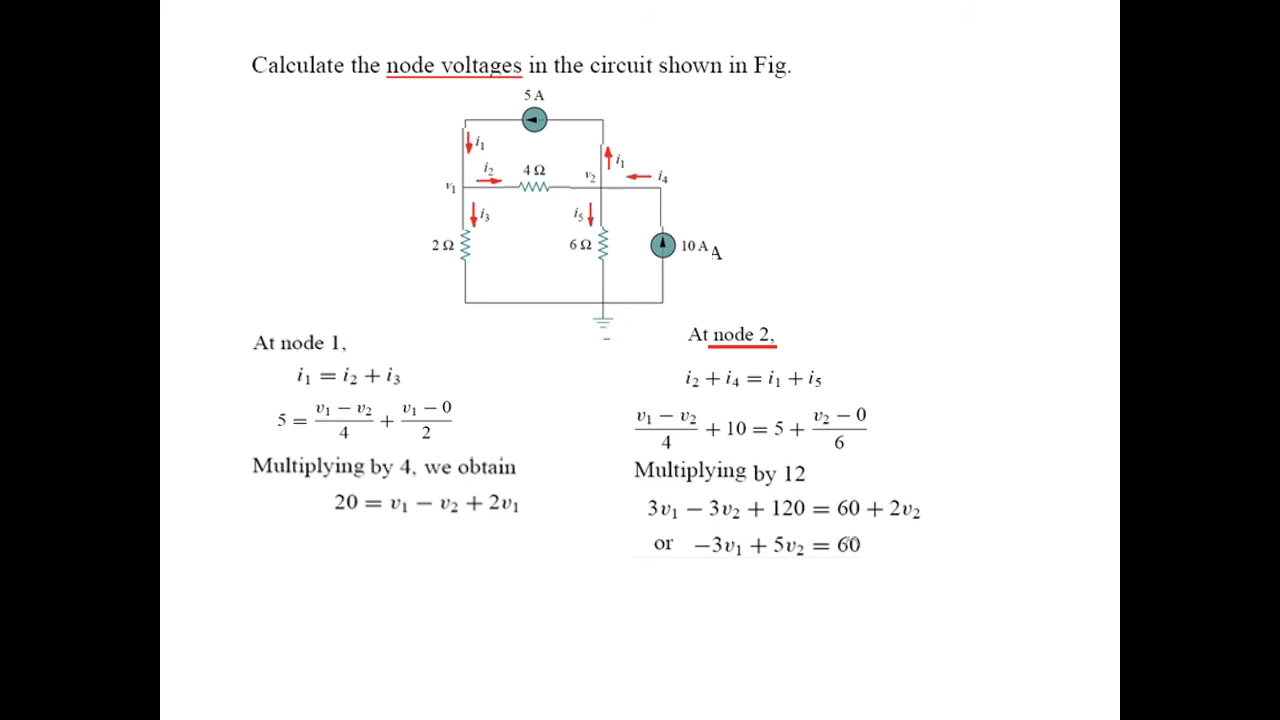 Calculate the node voltages in the circuit shown in Fig.
5 A
i₁
i₂
4 Ω
v₂
i₁
i₄
v₁
i₃
i₅
2 Ω
6 Ω
10 A A
At node 1,
i₁ = i₂ + i₃
5 = (v₁ − v₂)/4 + (v₁ − 0)/2
Multiplying by 4, we obtain
20 = v₁ − v₂ + 2v₁
At node 2,
i₂ + i₄ = i₁ + i₅
(v₁ − v₂)/4 + 10 = 5 + (v₂ − 0)/6
Multiplying by 12
3v₁ − 3v₂ + 120 = 60 + 2v₂
or −3v₁ + 5v₂ = 60